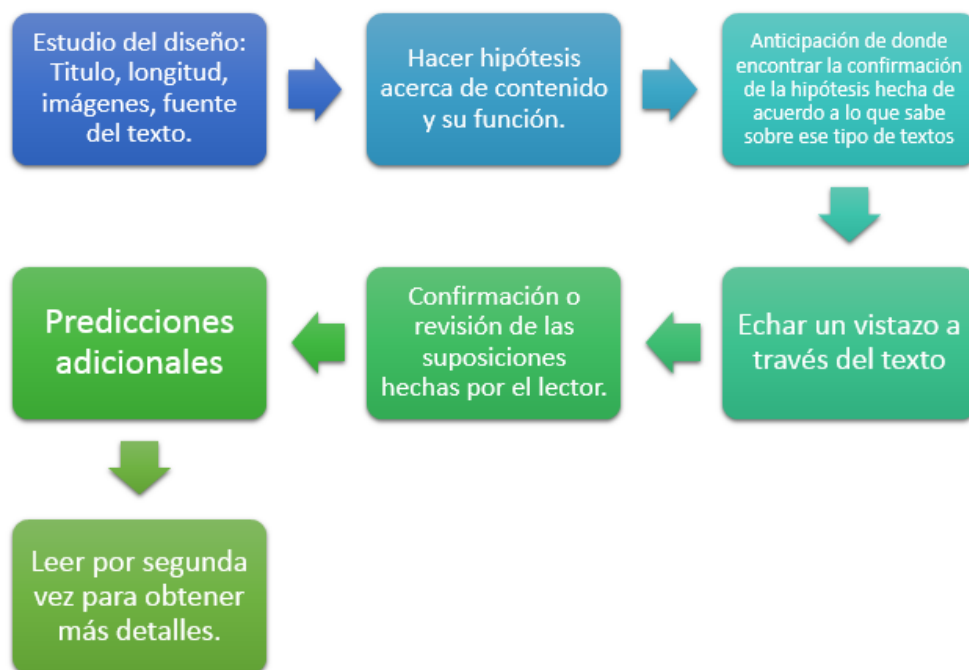 Estudio del diseño:
Titulo, longitud,
imágenes, fuente
del texto.
Hacer hipótesis
acerca de contenido
y su función.
Anticipación de donde
encontrar la confirmación
de la hipótesis hecha de
acuerdo a lo que sabe
sobre ese tipo de textos
Echar un vistazo a
través del texto
Confirmación o
revisión de las
suposiciones
hechas por el lector.
Predicciones
adicionales
Leer por segunda
vez para obtener
más detalles.